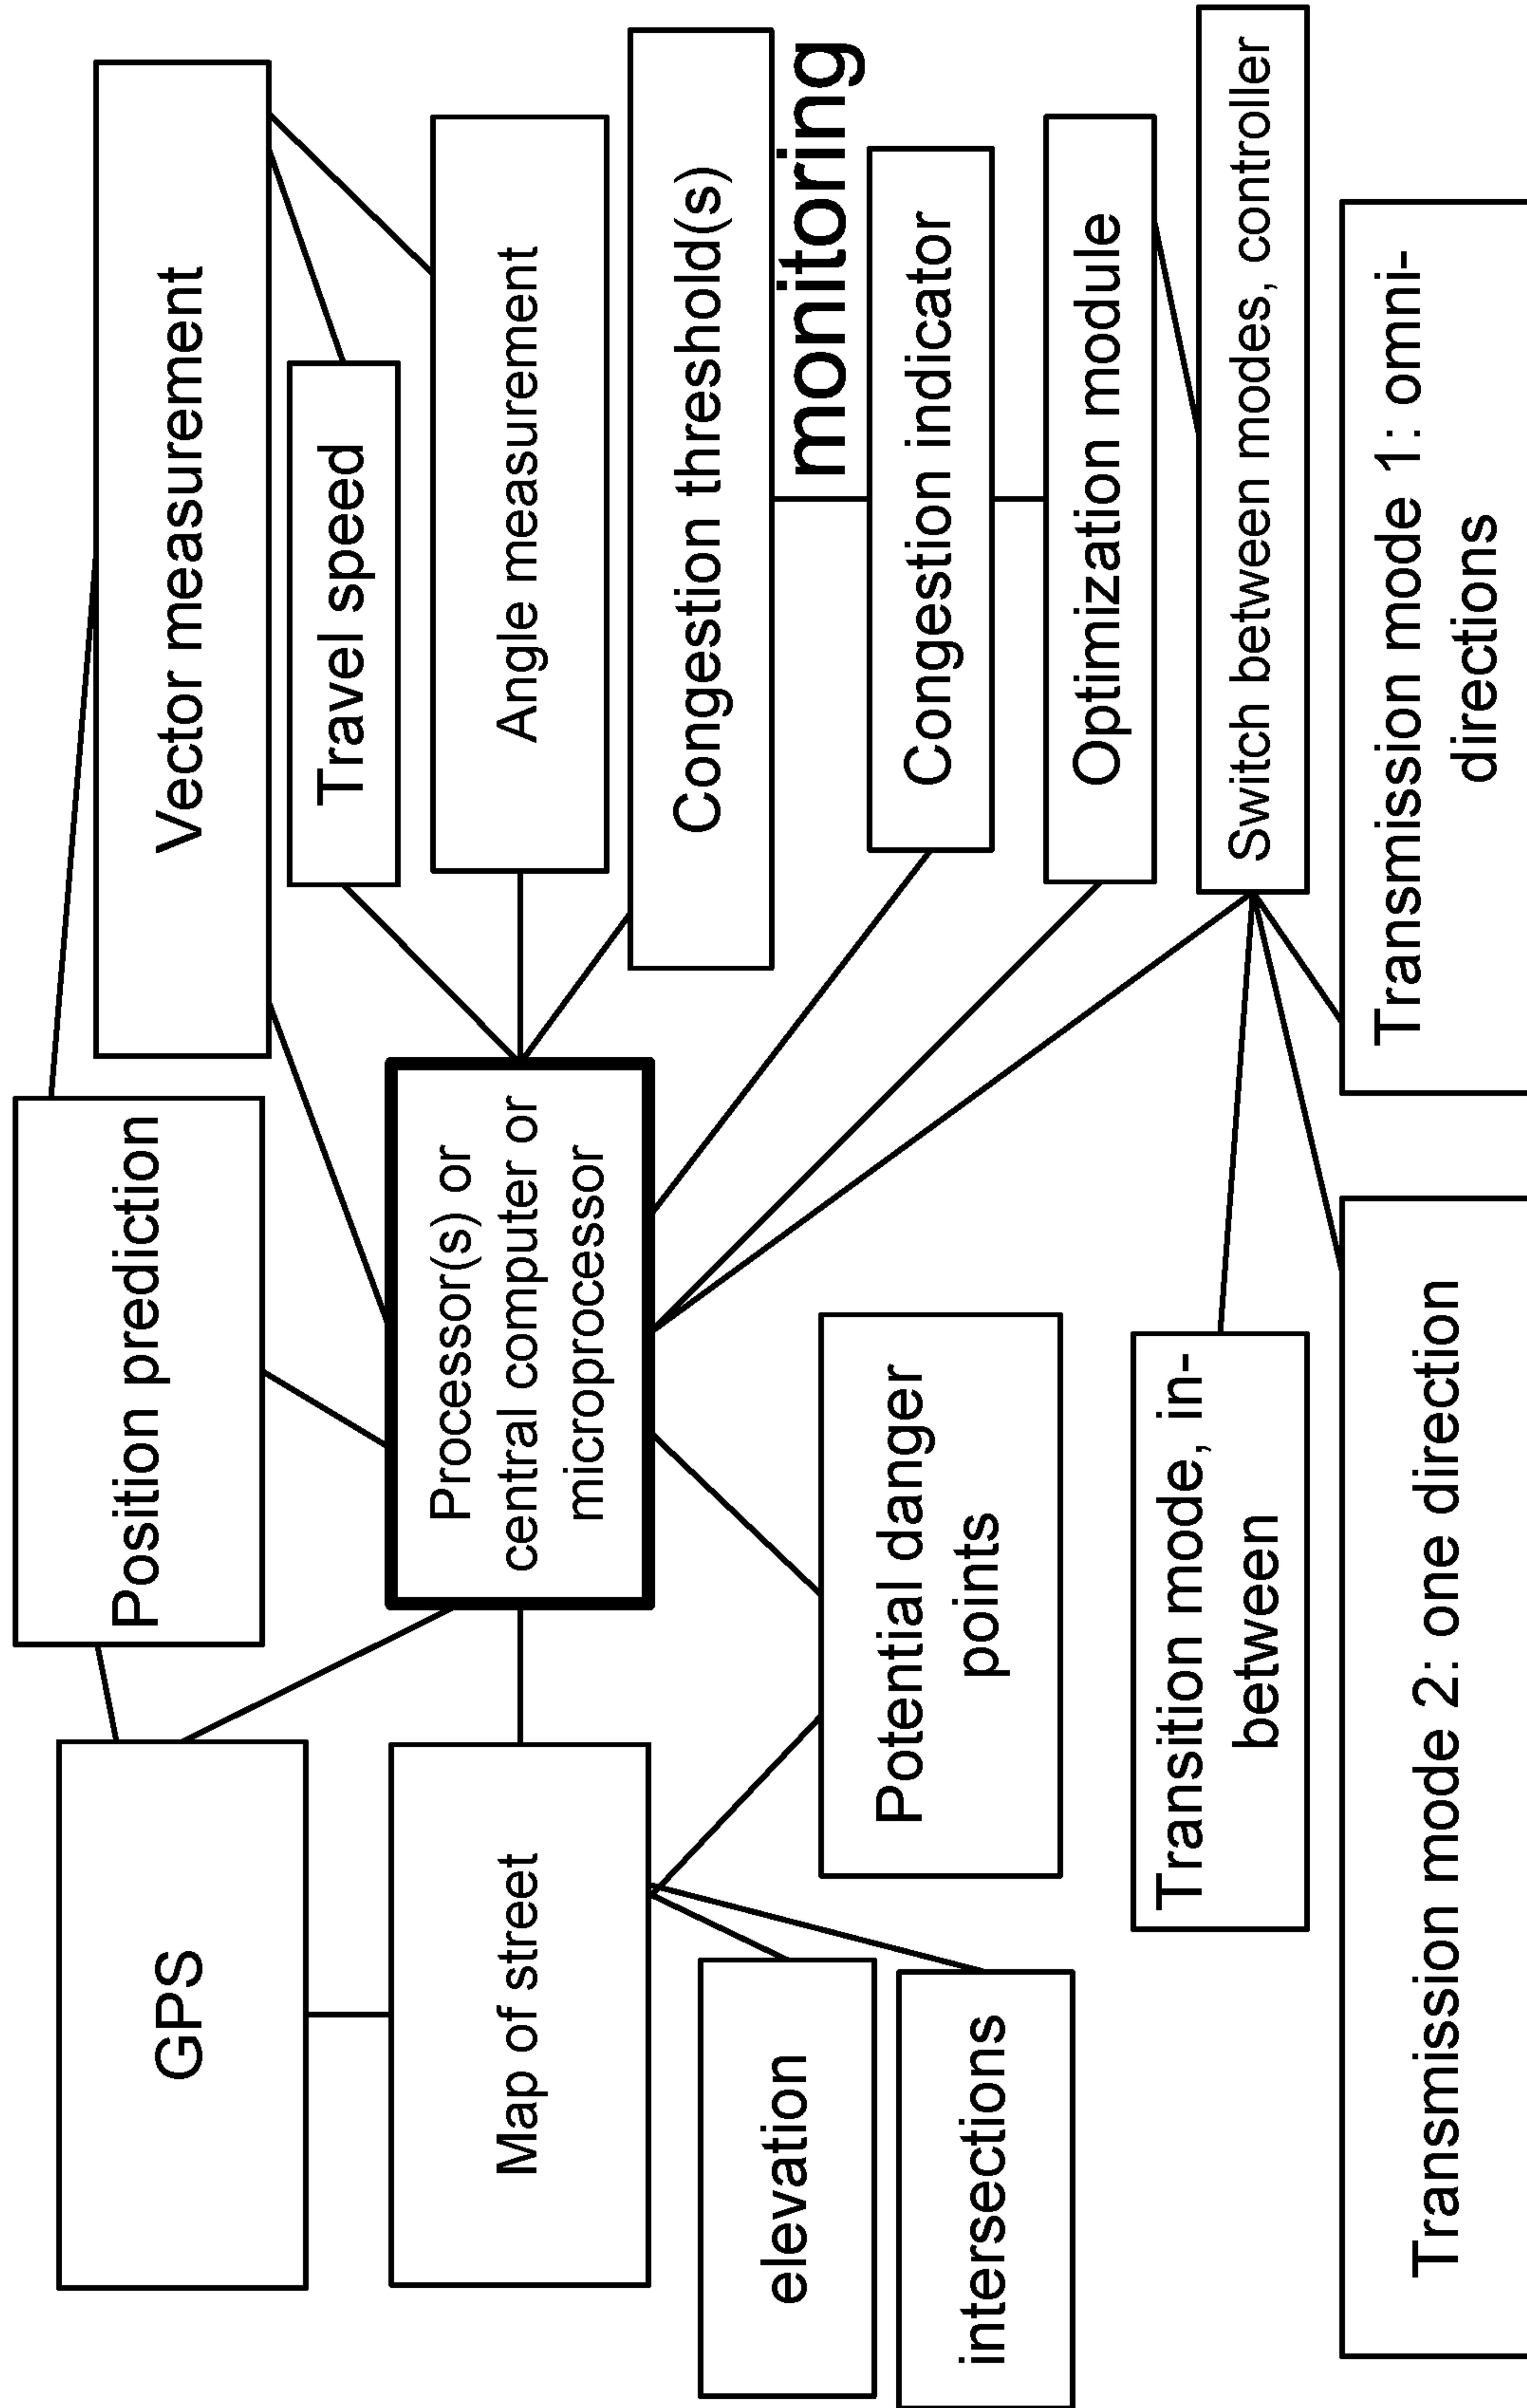 GPS
Position prediction
Vector measurement
Travel speed
Map of street
Processor(s) or
central computer or
microprocessor
Angle measurement
Congestion threshold(s)
monitoring
elevation
intersections
Potential danger
points
Congestion indicator
Optimization module
Transition mode, in-
between
Switch between modes, controller
Transmission mode 2: one direction
Transmission mode 1: omni-
directions